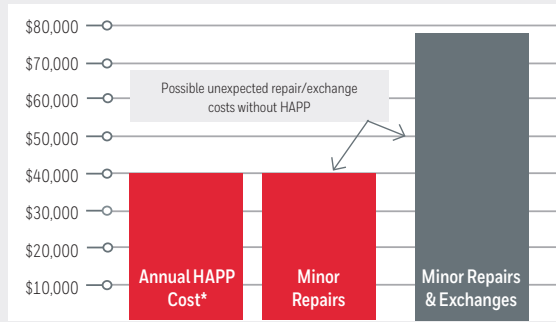 $80,000
$70,000
$60,000
$50,000
$40,000
$30,000
$20,000
$10,000
Possible unexpected repair/exchange
costs without HAPP
Annual HAPP
Cost*
Minor
Repairs
Minor Repairs
& Exchanges